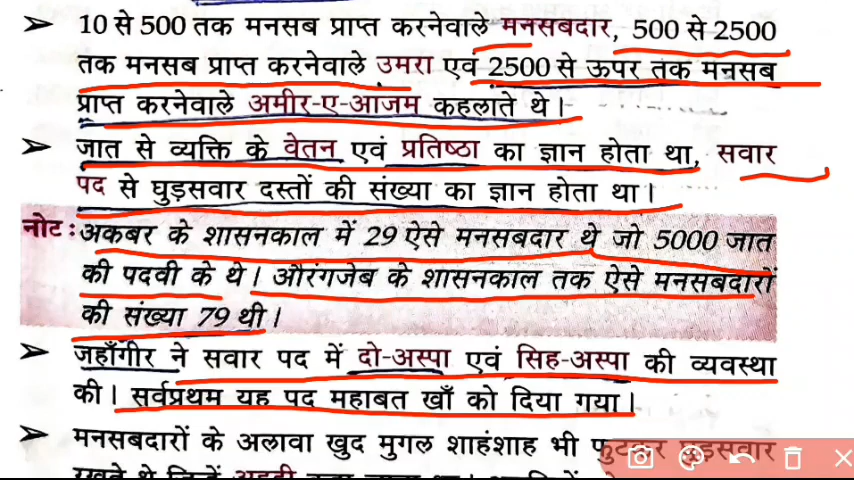 ➢ 10 से 500 तक मनसब प्राप्त करनेवाले मनसबदार, 500 से 2500
तक मनसब प्राप्त करनेवाले उमरा एवं 2500 से ऊपर तक मनसब
प्राप्त करनेवाले अमीर-ए-आजम कहलाते थे।
➢ जात से व्यक्ति के वेतन एवं प्रतिष्ठा का ज्ञान होता था, सवार
पद से घुड़सवार दस्तों की संख्या का ज्ञान होता था।
नोट : अकबर के शासनकाल में 29 ऐसे मनसबदार थे जो 5000 जात
की पदवी के थे। औरंगजेब के शासनकाल तक ऐसे मनसबदारों
की संख्या 79 थी।
➢ जहाँगीर ने सवार पद में दो-अस्पा एवं सिह-अस्पा की व्यवस्था
की। सर्वप्रथम यह पद महाबत खाँ को दिया गया।
➢ मनसबदारों के अलावा खुद मुगल शाहंशाह भी फुटकर घुड़सवार